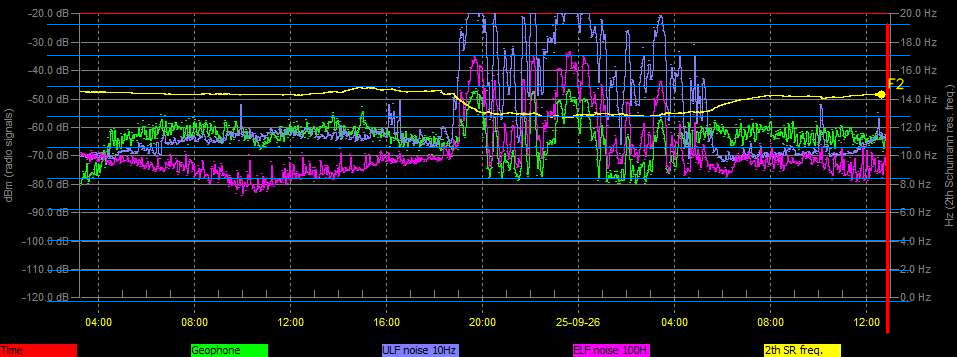 -20.0 dB 20.0 Hz
-30.0 dB 18.0 Hz
-40.0 dB 16.0 Hz
F2
-50.0 dB 14.0 Hz
-60.0 dB 12.0 Hz
-70.0 dB 10.0 Hz
-80.0 dB 8.0 Hz
-90.0 dB 6.0 Hz
-100.0 dB 4.0 Hz
-110.0 dB 2.0 Hz
-120.0 dB 0.0 Hz
dBm (radio signals)
Hz (2th Schumann res. freq.)
04:00 08:00 12:00 16:00 20:00 25-09-26 04:00 08:00 12:00
Time Geophone ULF noise 10Hz ELF noise 100H 2th SR freq.